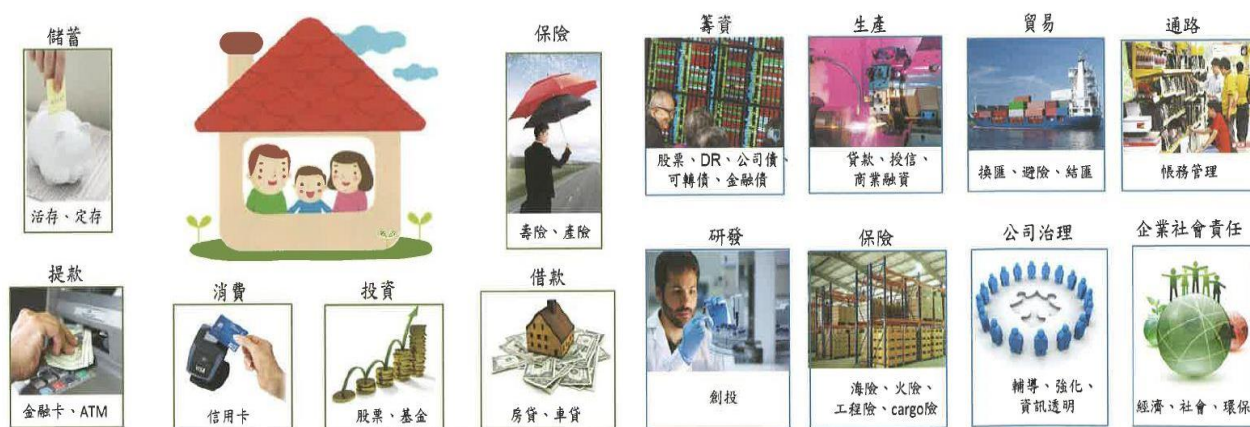 儲蓄
活存、定存
保險
壽險、產險
提款
金融卡、ATM
消費
VISA
信用卡
投資
股票、基金
借款
房貸、車貸
籌資
股票、DR、公司債、
可轉債、金融債
生產
貸款、授信、
商業融資
貿易
換匯、避險、結匯
通路
帳務管理
研發
創投
保險
海險、火險、
工程險、cargo險
公司治理
輔導、強化、
資訊透明
企業社會責任
經濟、社會、環保